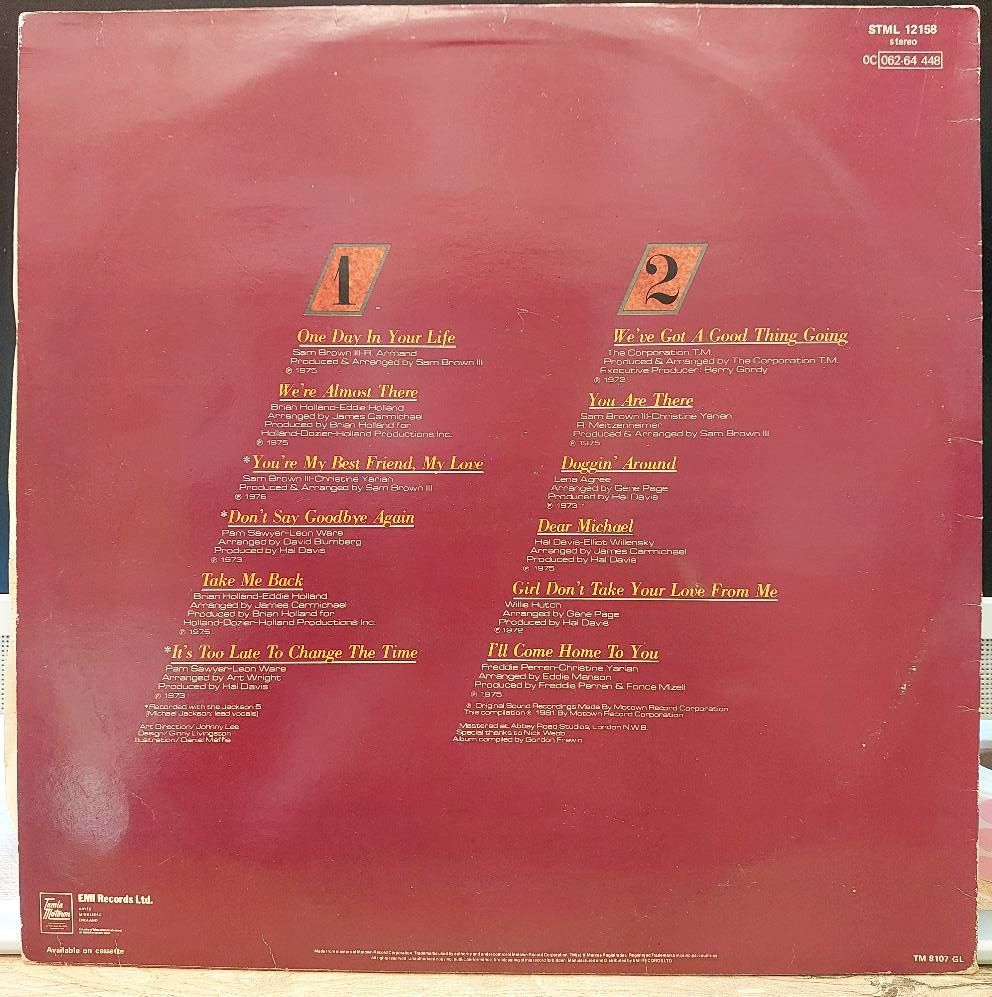 STML 12158
stereo
0C 062-64 448
1
One Day In Your Life
Sam Brown III-R. Armand
Produced & Arranged by Sam Brown III
℗ 1975
We're Almost There
Brian Holland-Eddie Holland
Arranged by James Carmichael
Produced by Brian Holland for
Holland-Dozier-Holland Productions Inc.
℗ 1975
*You're My Best Friend, My Love
Sam Brown III-Christine Yarian
Produced & Arranged by Sam Brown III
℗ 1976
*Don't Say Goodbye Again
Pam Sawyer-Leon Ware
Arranged by David Blumberg
Produced by Hal Davis
℗ 1973
Take Me Back
Brian Holland-Eddie Holland
Arranged by James Carmichael
Produced by Brian Holland for
Holland-Dozier-Holland Productions Inc.
℗ 1975
*It's Too Late To Change The Time
Pam Sawyer-Leon Ware
Arranged by Art Wright
Produced by Hal Davis
℗ 1973
*Recorded with the Jackson 5
(Michael Jackson: lead vocals)
Art Direction/Johnny Lee
Design/Ginny Livingston
Illustration/Daniel Maffia
2
We've Got A Good Thing Going
The Corporation T.M.
Produced & Arranged by The Corporation T.M.
Executive Producer: Berry Gordy
℗ 1972
You Are There
Sam Brown III-Christine Yarian
R. Meitzenheimer
Produced & Arranged by Sam Brown III
℗ 1975
Doggin' Around
Lena Agree
Arranged by Gene Page
Produced by Hal Davis
℗ 1973
Dear Michael
Hal Davis-Elliot Willensky
Arranged by James Carmichael
Produced by Hal Davis
℗ 1975
Girl Don't Take Your Love From Me
Willie Hutch
Arranged by Gene Page
Produced by Hal Davis
℗ 1972
I'll Come Home To You
Freddie Perren-Christine Yarian
Arranged by Eddie Manson
Produced by Freddie Perren & Fonce Mizell
℗ 1975
℗ Original Sound Recordings Made By Motown Record Corporation
This compilation ℗ 1981 By Motown Record Corporation
Mastered at Abbey Road Studios, London N.W.8.
Special thanks to Nick Webb
Album compiled by Gordon Frewin
Tamla
Motown
EMI Records Ltd.
HAYES
MIDDLESEX
ENGLAND
Available on cassette
TM 8107 GL